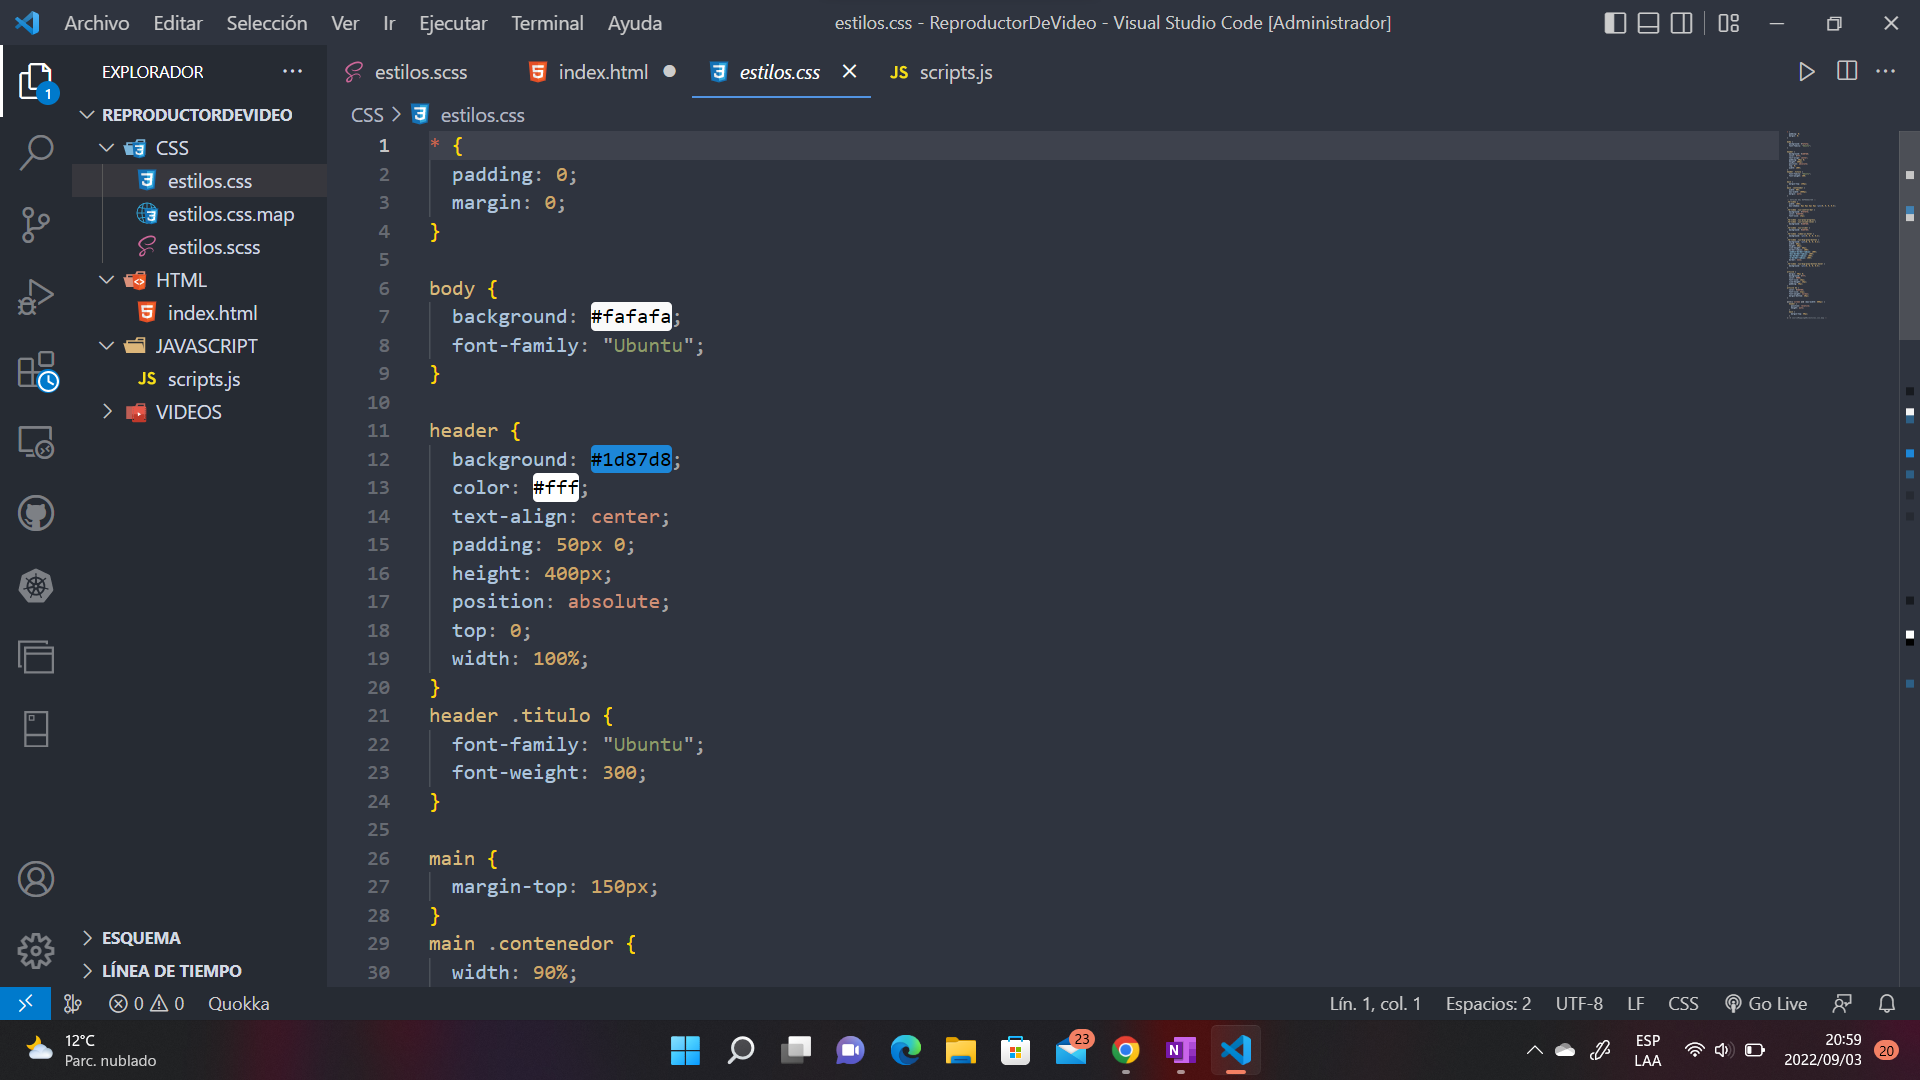 Archivo Editar Selección Ver Ir Ejecutar Terminal Ayuda estilos.css - ReproductorDeVideo - Visual Studio Code [Administrador]
EXPLORADOR
estilos.scss index.html estilos.css JS scripts.js
1
REPRODUCTORDEVIDEO
CSS
estilos.css
estilos.css.map
estilos.scss
HTML
index.html
JAVASCRIPT
JS scripts.js
VIDEOS
ESQUEMA
LÍNEA DE TIEMPO
CSS > estilos.css
1 * {
2 padding: 0;
3 margin: 0;
4 }
5
6 body {
7 background: #fafafa;
8 font-family: "Ubuntu";
9 }
10
11 header {
12 background: #1d87d8;
13 color: #fff;
14 text-align: center;
15 padding: 50px 0;
16 height: 400px;
17 position: absolute;
18 top: 0;
19 width: 100%;
20 }
21 header .titulo {
22 font-family: "Ubuntu";
23 font-weight: 300;
24 }
25
26 main {
27 margin-top: 150px;
28 }
29 main .contenedor {
30 width: 90%;
0 0 Quokka Lín. 1, col. 1 Espacios: 2 UTF-8 LF CSS Go Live
12°C
Parc. nublado
23
N
ESP
LAA
20:59
2022/09/03
20